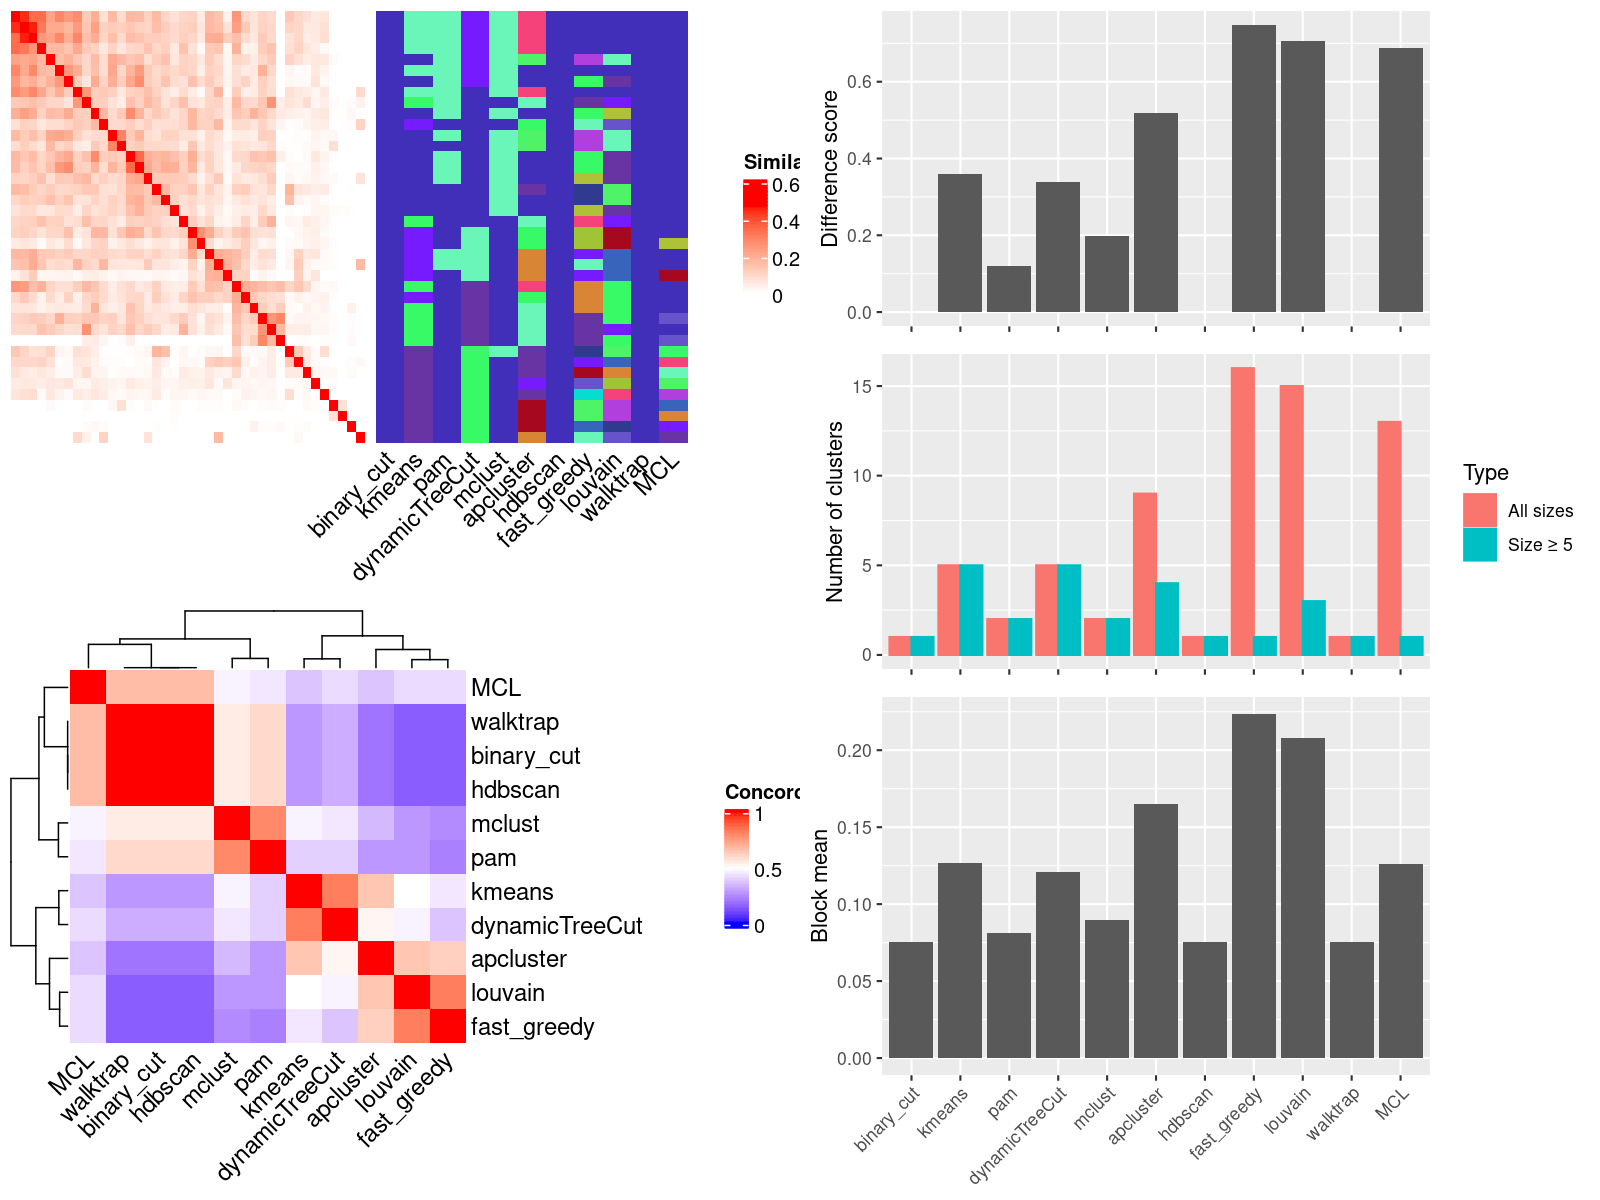 Simila
0.6
0.4
0.2
0
binary_cut
kmeans
pam
dynamicTreeCut
mclust
apcluster
hdbscan
fast_greedy
louvain
walktrap
MCL
MCL
walktrap
binary_cut
hdbscan
mclust
pam
kmeans
dynamicTreeCut
apcluster
louvain
fast_greedy
MCL
walktrap
binary_cut
hdbscan
mclust
pam
kmeans
dynamicTreeCut
apcluster
louvain
fast_greedy
Concord
1
0.5
0
Difference score
0.6
0.4
0.2
0.0
Number of clusters
15
10
5
0
Type
All sizes
Size ≥ 5
Block mean
0.20
0.15
0.10
0.05
0.00
binary_cut
kmeans
pam
dynamicTreeCut
mclust
apcluster
hdbscan
fast_greedy
louvain
walktrap
MCL